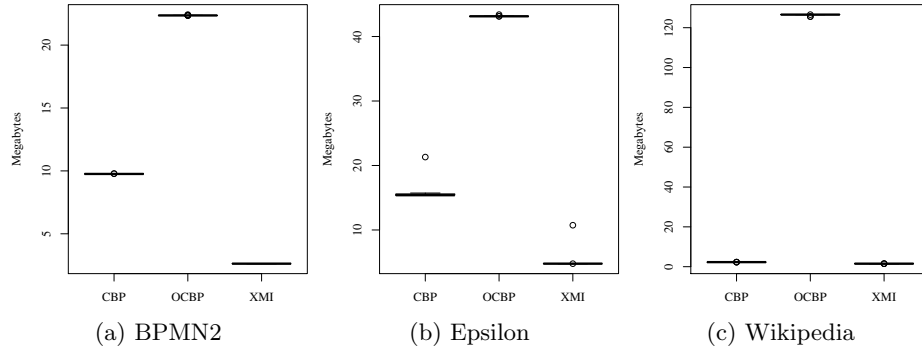 Megabytes
20
15
10
5
CBP OCBP XMI
(a) BPMN2
Megabytes
40
30
20
10
CBP OCBP XMI
(b) Epsilon
Megabytes
120
100
80
60
40
20
0
CBP OCBP XMI
(c) Wikipedia